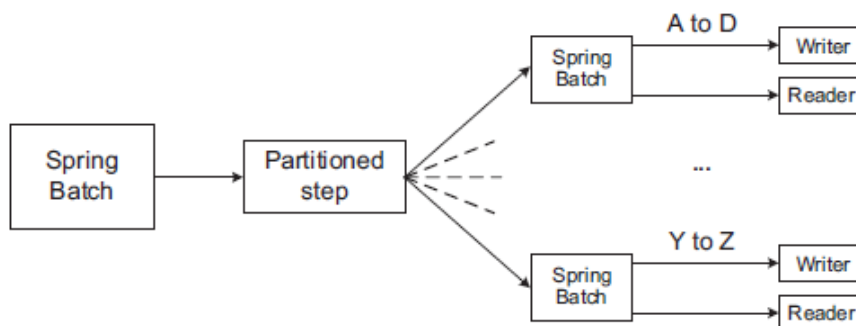 A to D
Spring
Batch
Writer
Reader
Spring
Batch
Partitioned
step
...
Y to Z
Spring
Batch
Writer
Reader